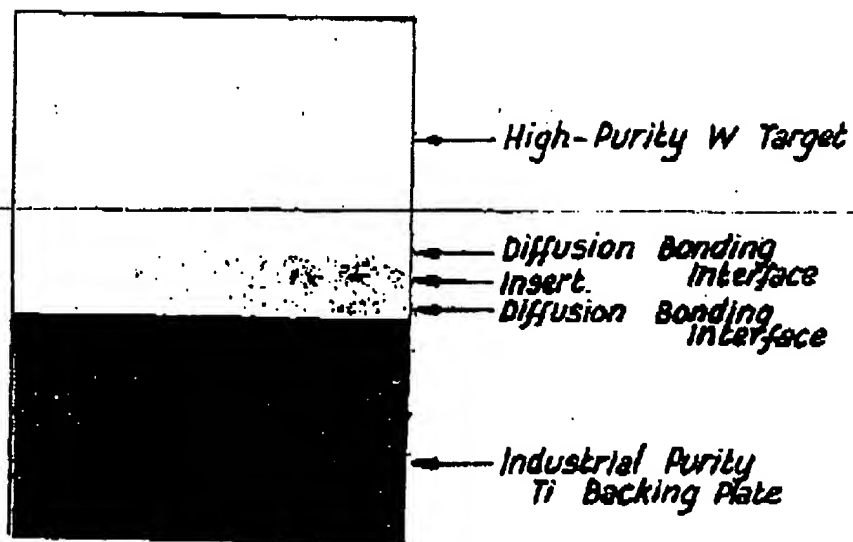 High-Purity W Target
Diffusion Bonding
Interface
Insert.
Diffusion Bonding
Interface
Industrial Purity
Ti Backing Plate